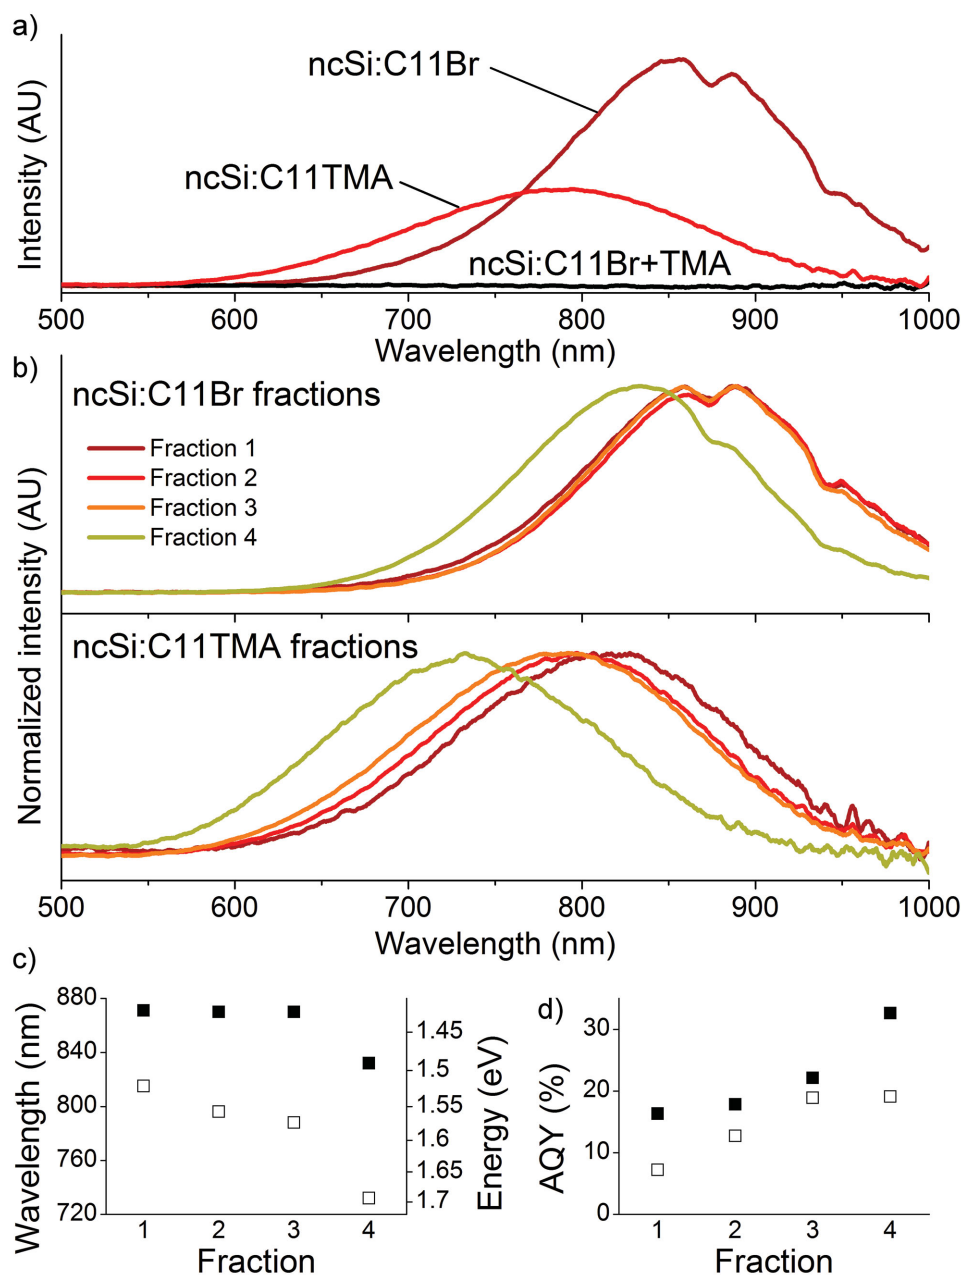 a)
Intensity (AU)
ncSi:C11Br
ncSi:C11TMA
ncSi:C11Br+TMA
500 600 700 800 900 1000
Wavelength (nm)
b)
Normalized intensity (AU)
ncSi:C11Br fractions
Fraction 1
Fraction 2
Fraction 3
Fraction 4
ncSi:C11TMA fractions
500 600 700 800 900 1000
Wavelength (nm)
c)
Wavelength (nm)
880
840
800
760
720
1 2 3 4
Fraction
1.45
1.5
1.55
1.6
1.65
1.7
Energy (eV)
d)
AQY (%)
30
20
10
0
1 2 3 4
Fraction